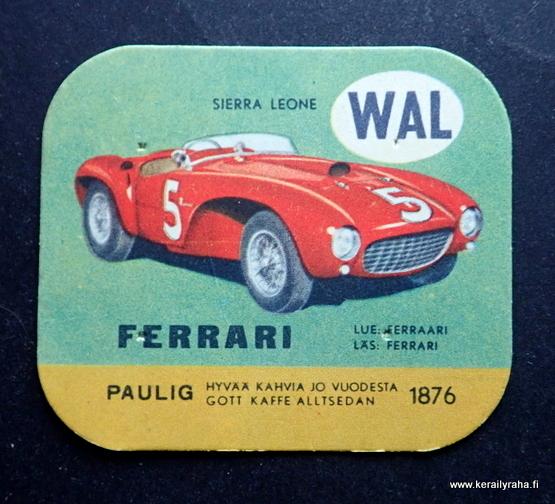 SIERRA LEONE
WAL
5
5
FERRARI
LUE: FERRAARI
LÄS: FERRARI
PAULIG
HYVÄÄ KAHVIA JO VUODESTA
GOTT KAFFE ALLTSEDAN
1876
www.kerailyraha.fi